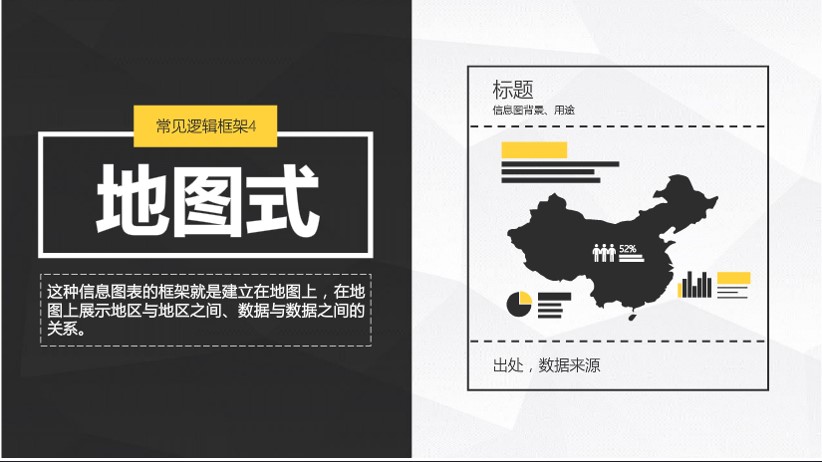 常见逻辑框架4
地图式
这种信息图表的框架就是建立在地图上，在地
图上展示地区与地区之间、数据与数据之间的
关系。
标题
信息图背景、用途
52%
出处，数据来源